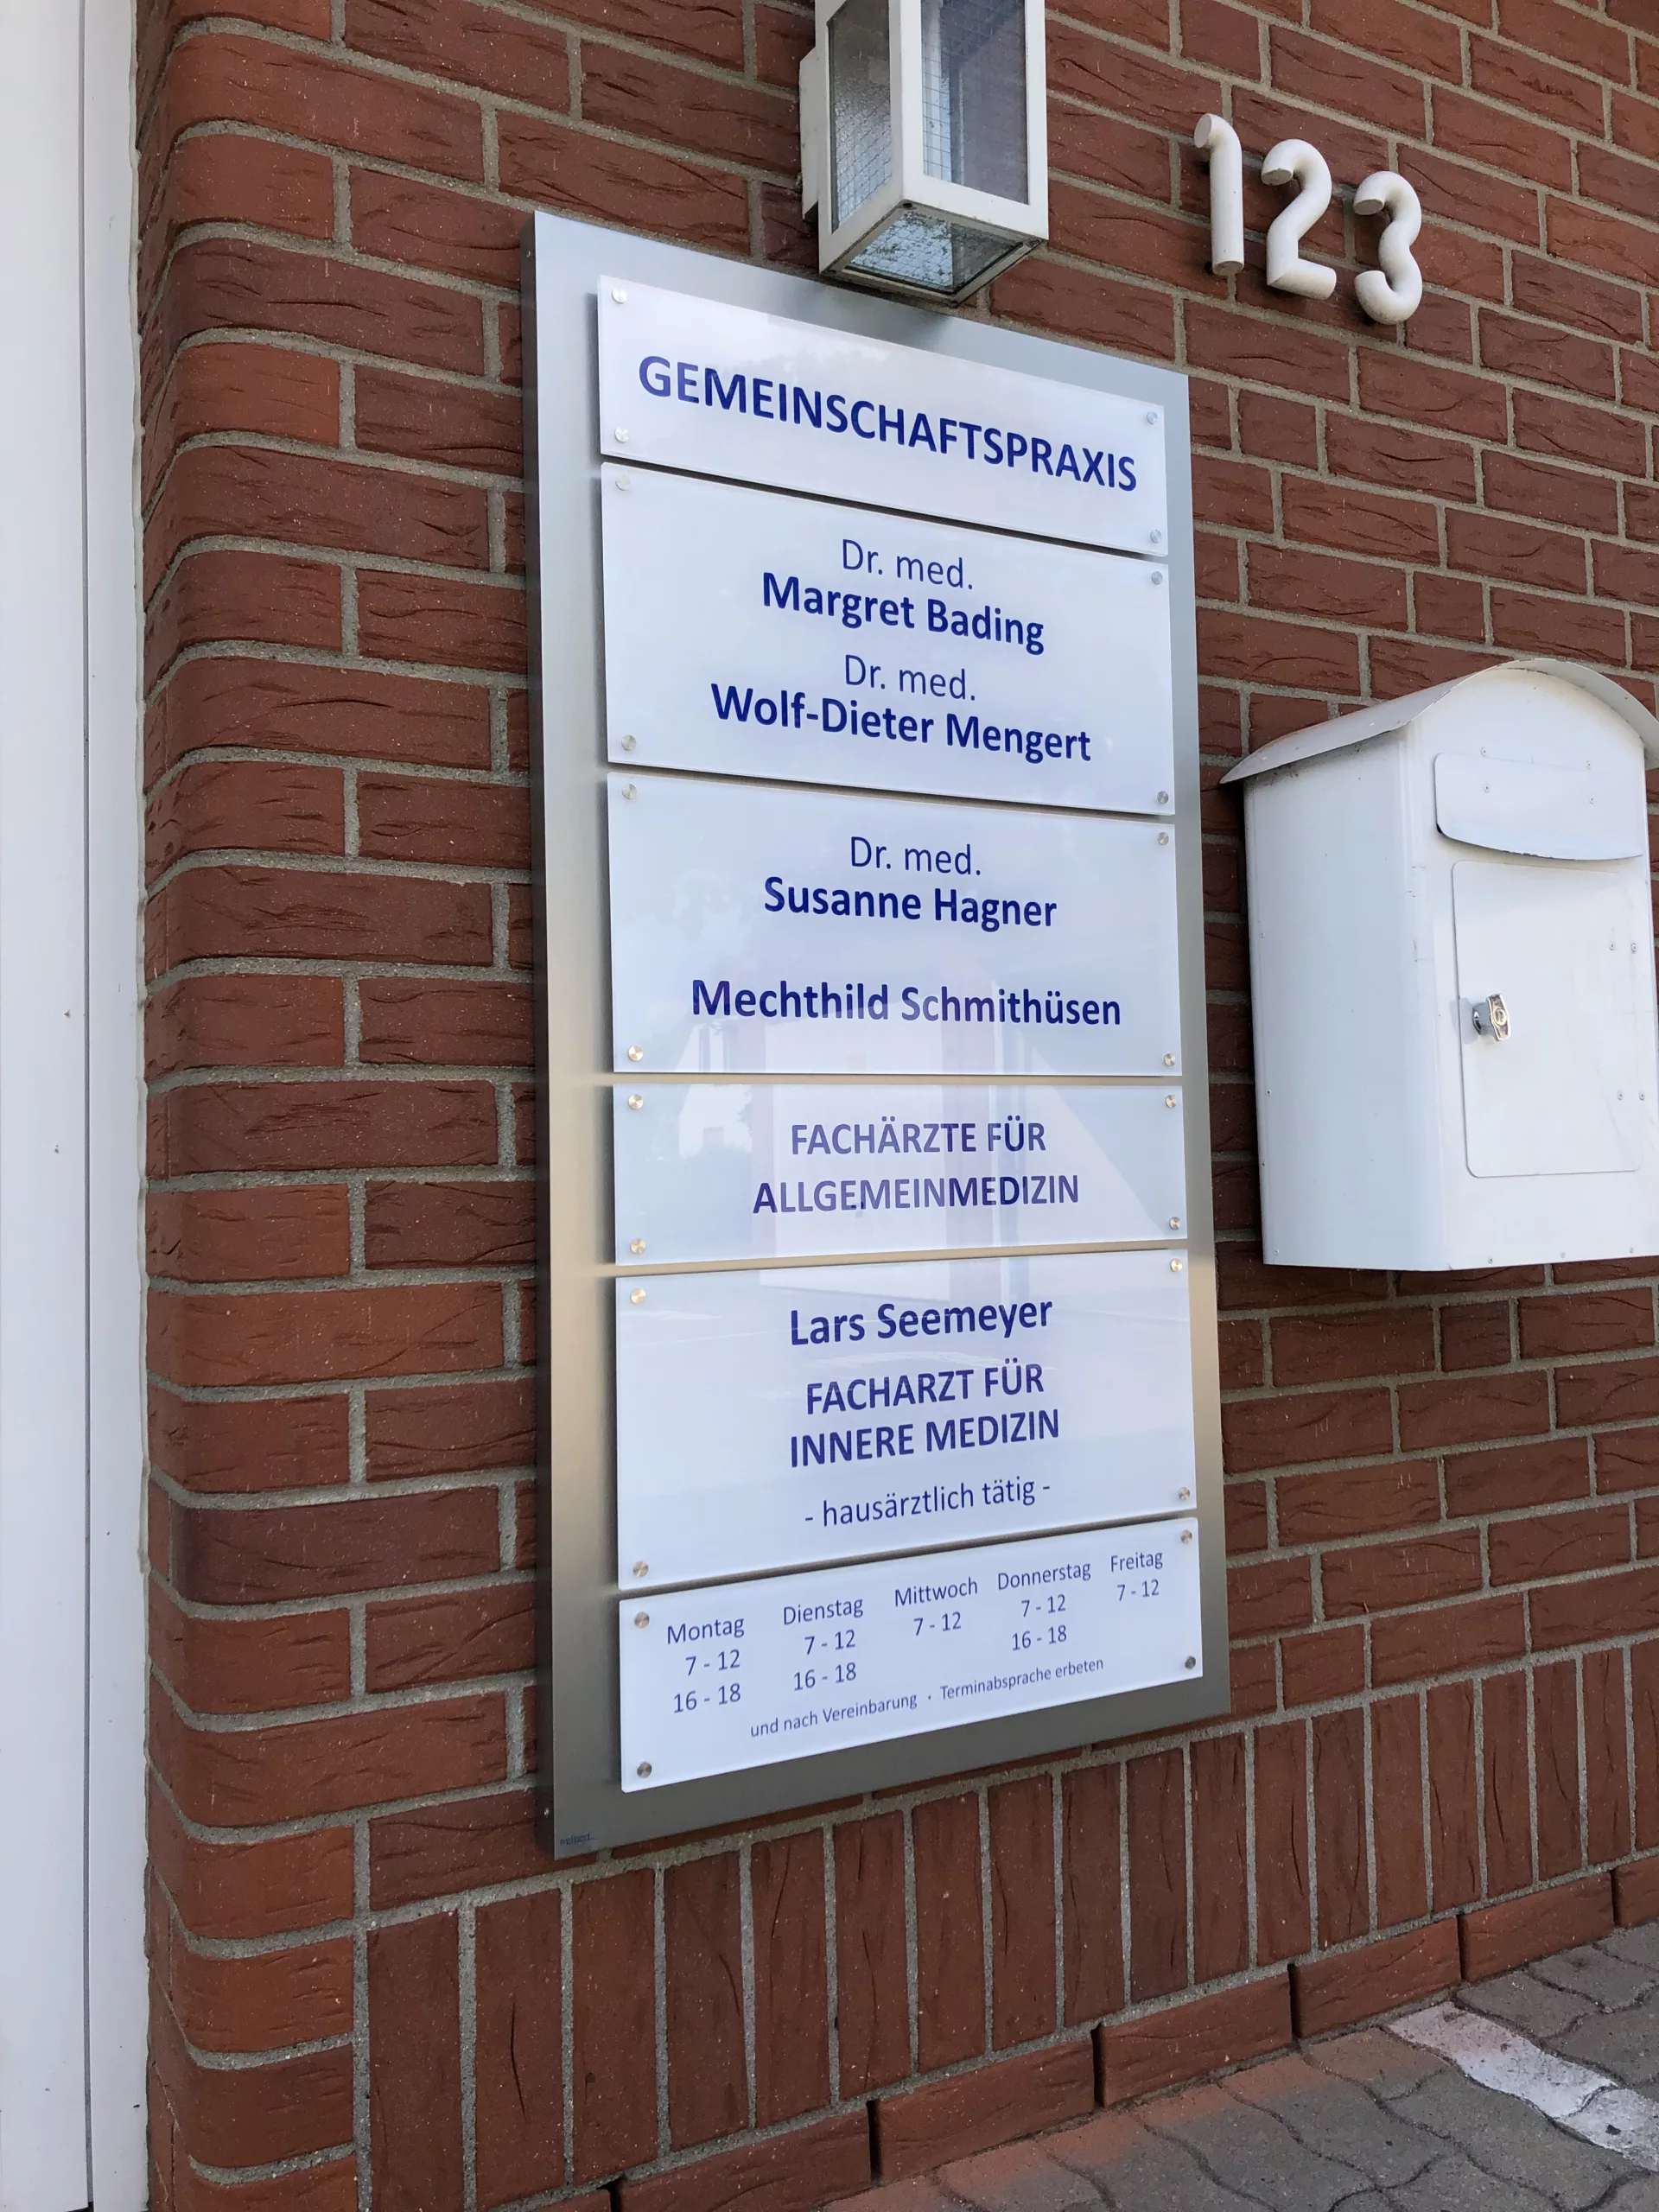 123
GEMEINSCHAFTSPRAXIS
Dr. med.
Margret Bading
Dr. med.
Wolf-Dieter Mengert
Dr. med.
Susanne Hagner
Mechthild Schmithüsen
FACHÄRZTE FÜR
ALLGEMEINMEDIZIN
Lars Seemeyer
FACHARZT FÜR
INNERE MEDIZIN
- hausärztlich tätig -
Montag Dienstag Mittwoch Donnerstag Freitag
7 - 12 7 - 12 7 - 12 7 - 12 7 - 12
16 - 18 16 - 18 16 - 18
und nach Vereinbarung · Terminabsprache erbeten